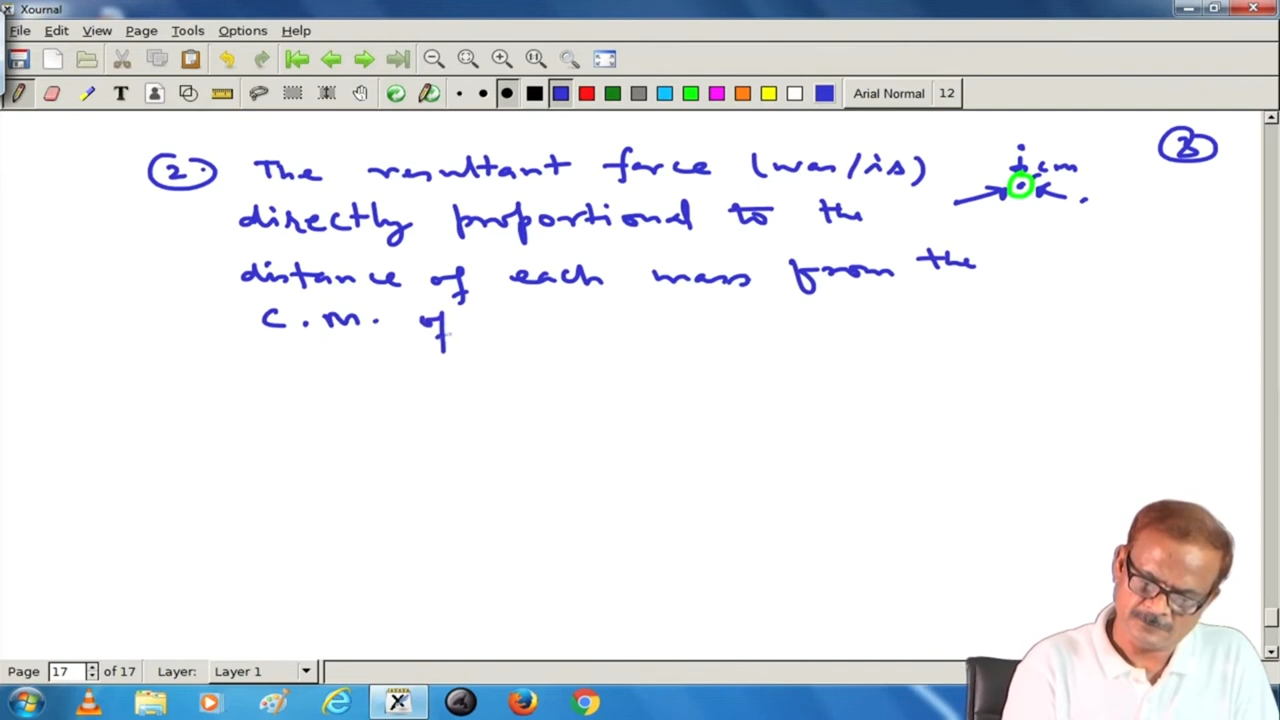 Xournal
File Edit View Page Tools Options Help
Arial Normal 12
3
2. The resultant force (was/is)
cm
directly proportional to the
distance of each mass from the
C.M. of
Page 17 of 17 Layer: Layer 1